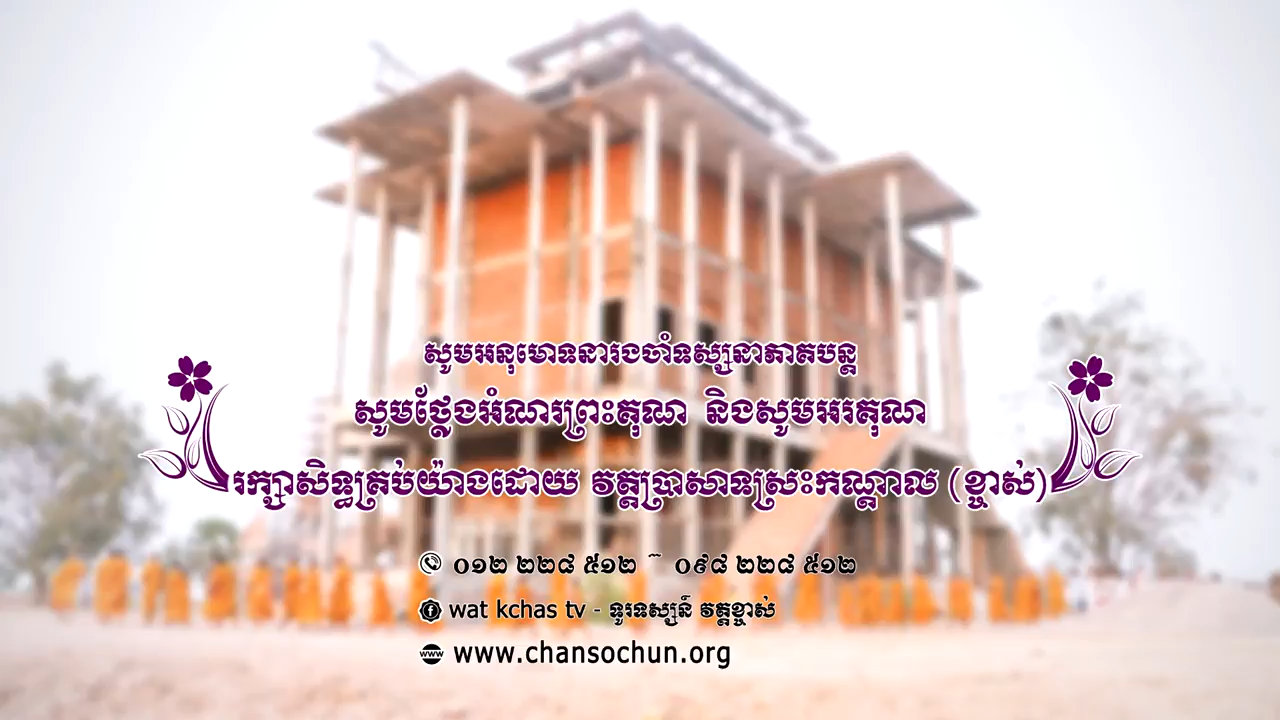 សូមអនុមោទនារងចាំទស្សនាភាគបន្ត
សូមថ្លែងអំណរព្រះគុណ និងសូមអរគុណ
រក្សាសិទ្ធគ្រប់យ៉ាងដោយ វត្តប្រាសាទស្រះកណ្តាល (ខ្ចាស់)
០១២ ២២៨ ៥១២ ~ ០៩៨ ២២៨ ៥១២
wat kchas tv - ទូរទស្សន៍ វត្តខ្ចាស់
www.chansochun.org